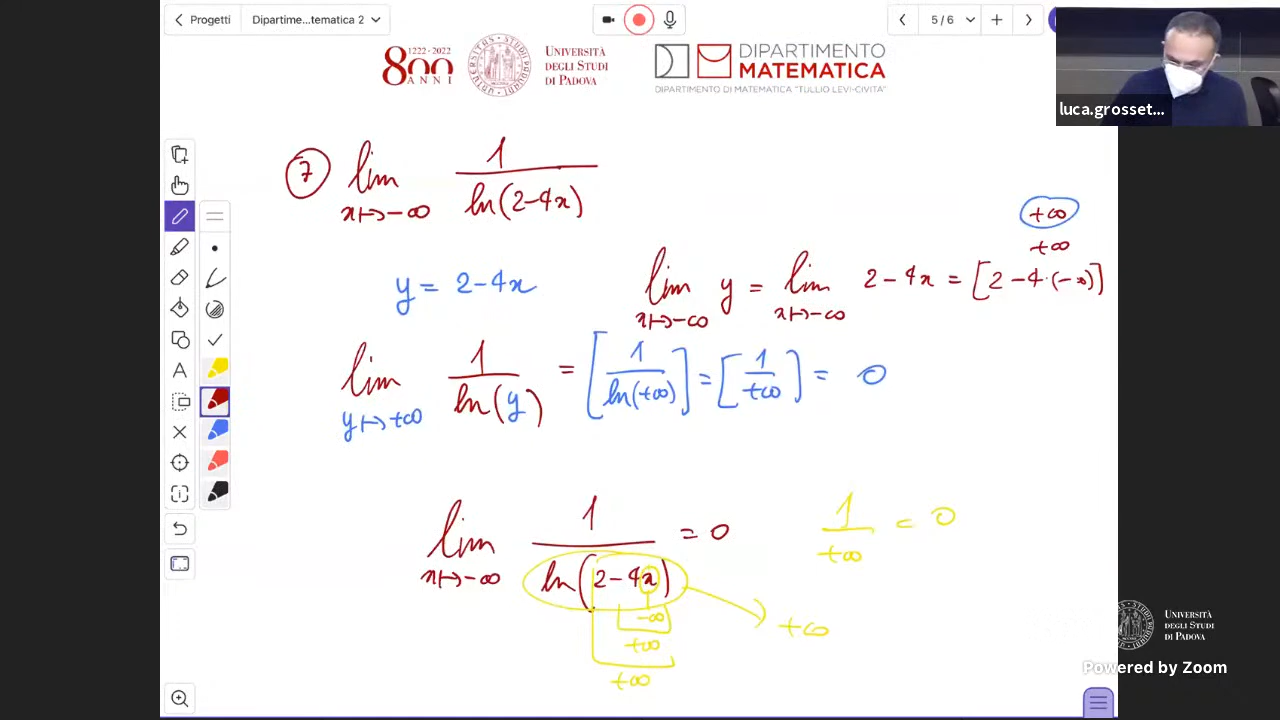 Progetti
Dipartime...tematica 2
5/6
1222·2022
800
ANNI
UNIVERSITÀ
DEGLI STUDI
DI PADOVA
DIPARTIMENTO
MATEMATICA
DIPARTIMENTO DI MATEMATICA "TULLIO LEVI-CIVITA"
luca.grosset...
7 lim x↦-∞ 1/ln(2-4x)
+∞
+∞
y = 2-4x
lim x↦-∞ y = lim x↦-∞ 2-4x = [2-4·(-∞)]
lim y↦+∞ 1/ln(y) = [1/ln(+∞)] = [1/+∞] = 0
lim x↦-∞ 1/ln(2-4x) = 0
1/+∞ = 0
-∞
+∞
+∞
+∞
A
UNIVERSITÀ
DEGLI STUDI
DI PADOVA
Powered by Zoom